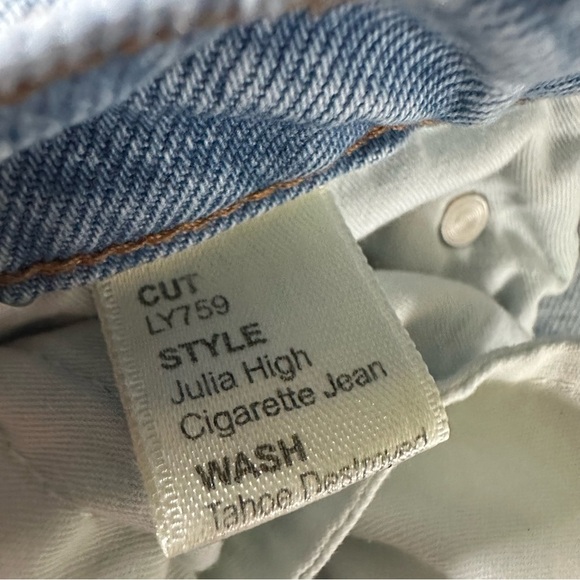 CUT
LY759
STYLE
Julia High
Cigarette Jean
WASH
Tahoe Destroyed